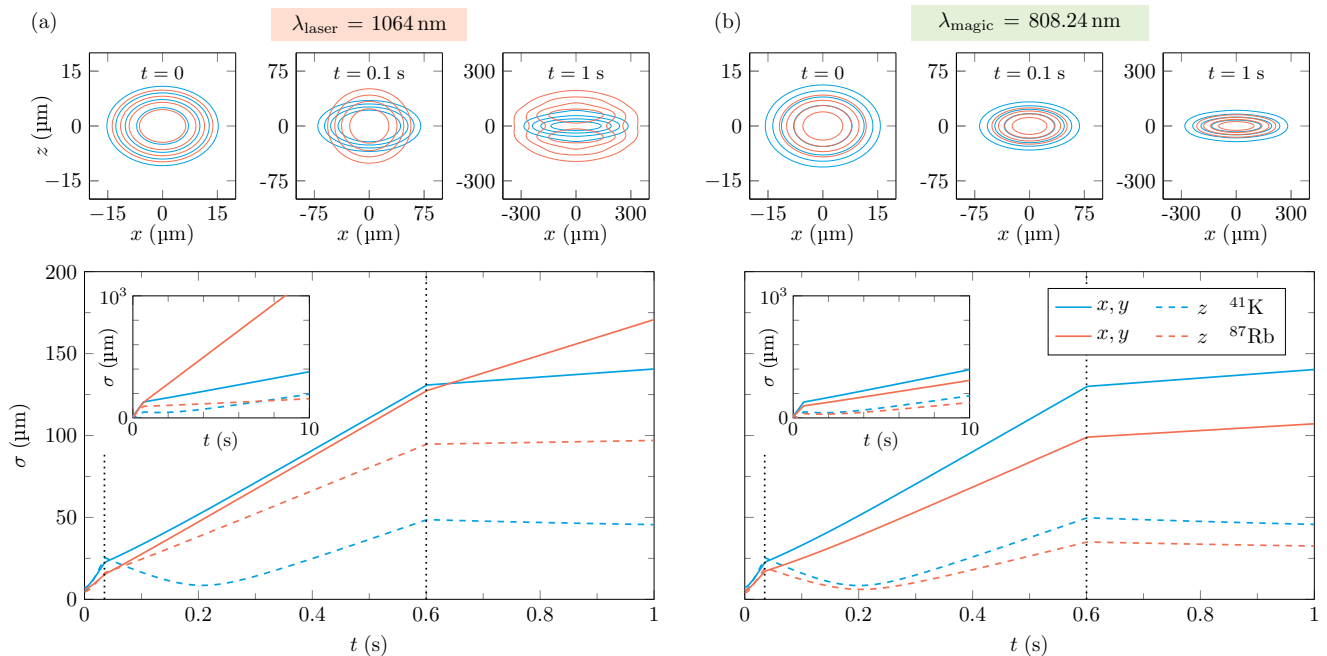 (a)
λlaser = 1064 nm
(b)
λmagic = 808.24 nm
t = 0
t = 0.1 s
t = 1 s
15
0
−15
z (µm)
−15 0 15
x (µm)
75
0
-75
-75 0 75
x (µm)
300
0
-300
-300 0 300
x (µm)
t = 0
t = 0.1 s
t = 1 s
15
0
−15
−15 0 15
x (µm)
75
0
-75
-75 0 75
x (µm)
300
0
-300
-300 0 300
x (µm)
200
150
100
50
0
σ (µm)
0 0.2 0.4 0.6 0.8 1
t (s)
10³
0
σ (µm)
0 10
t (s)
0
0 0.2 0.4 0.6 0.8 1
t (s)
10³
0
σ (µm)
0 10
t (s)
x, y z ⁴¹K
x, y z ⁸⁷Rb